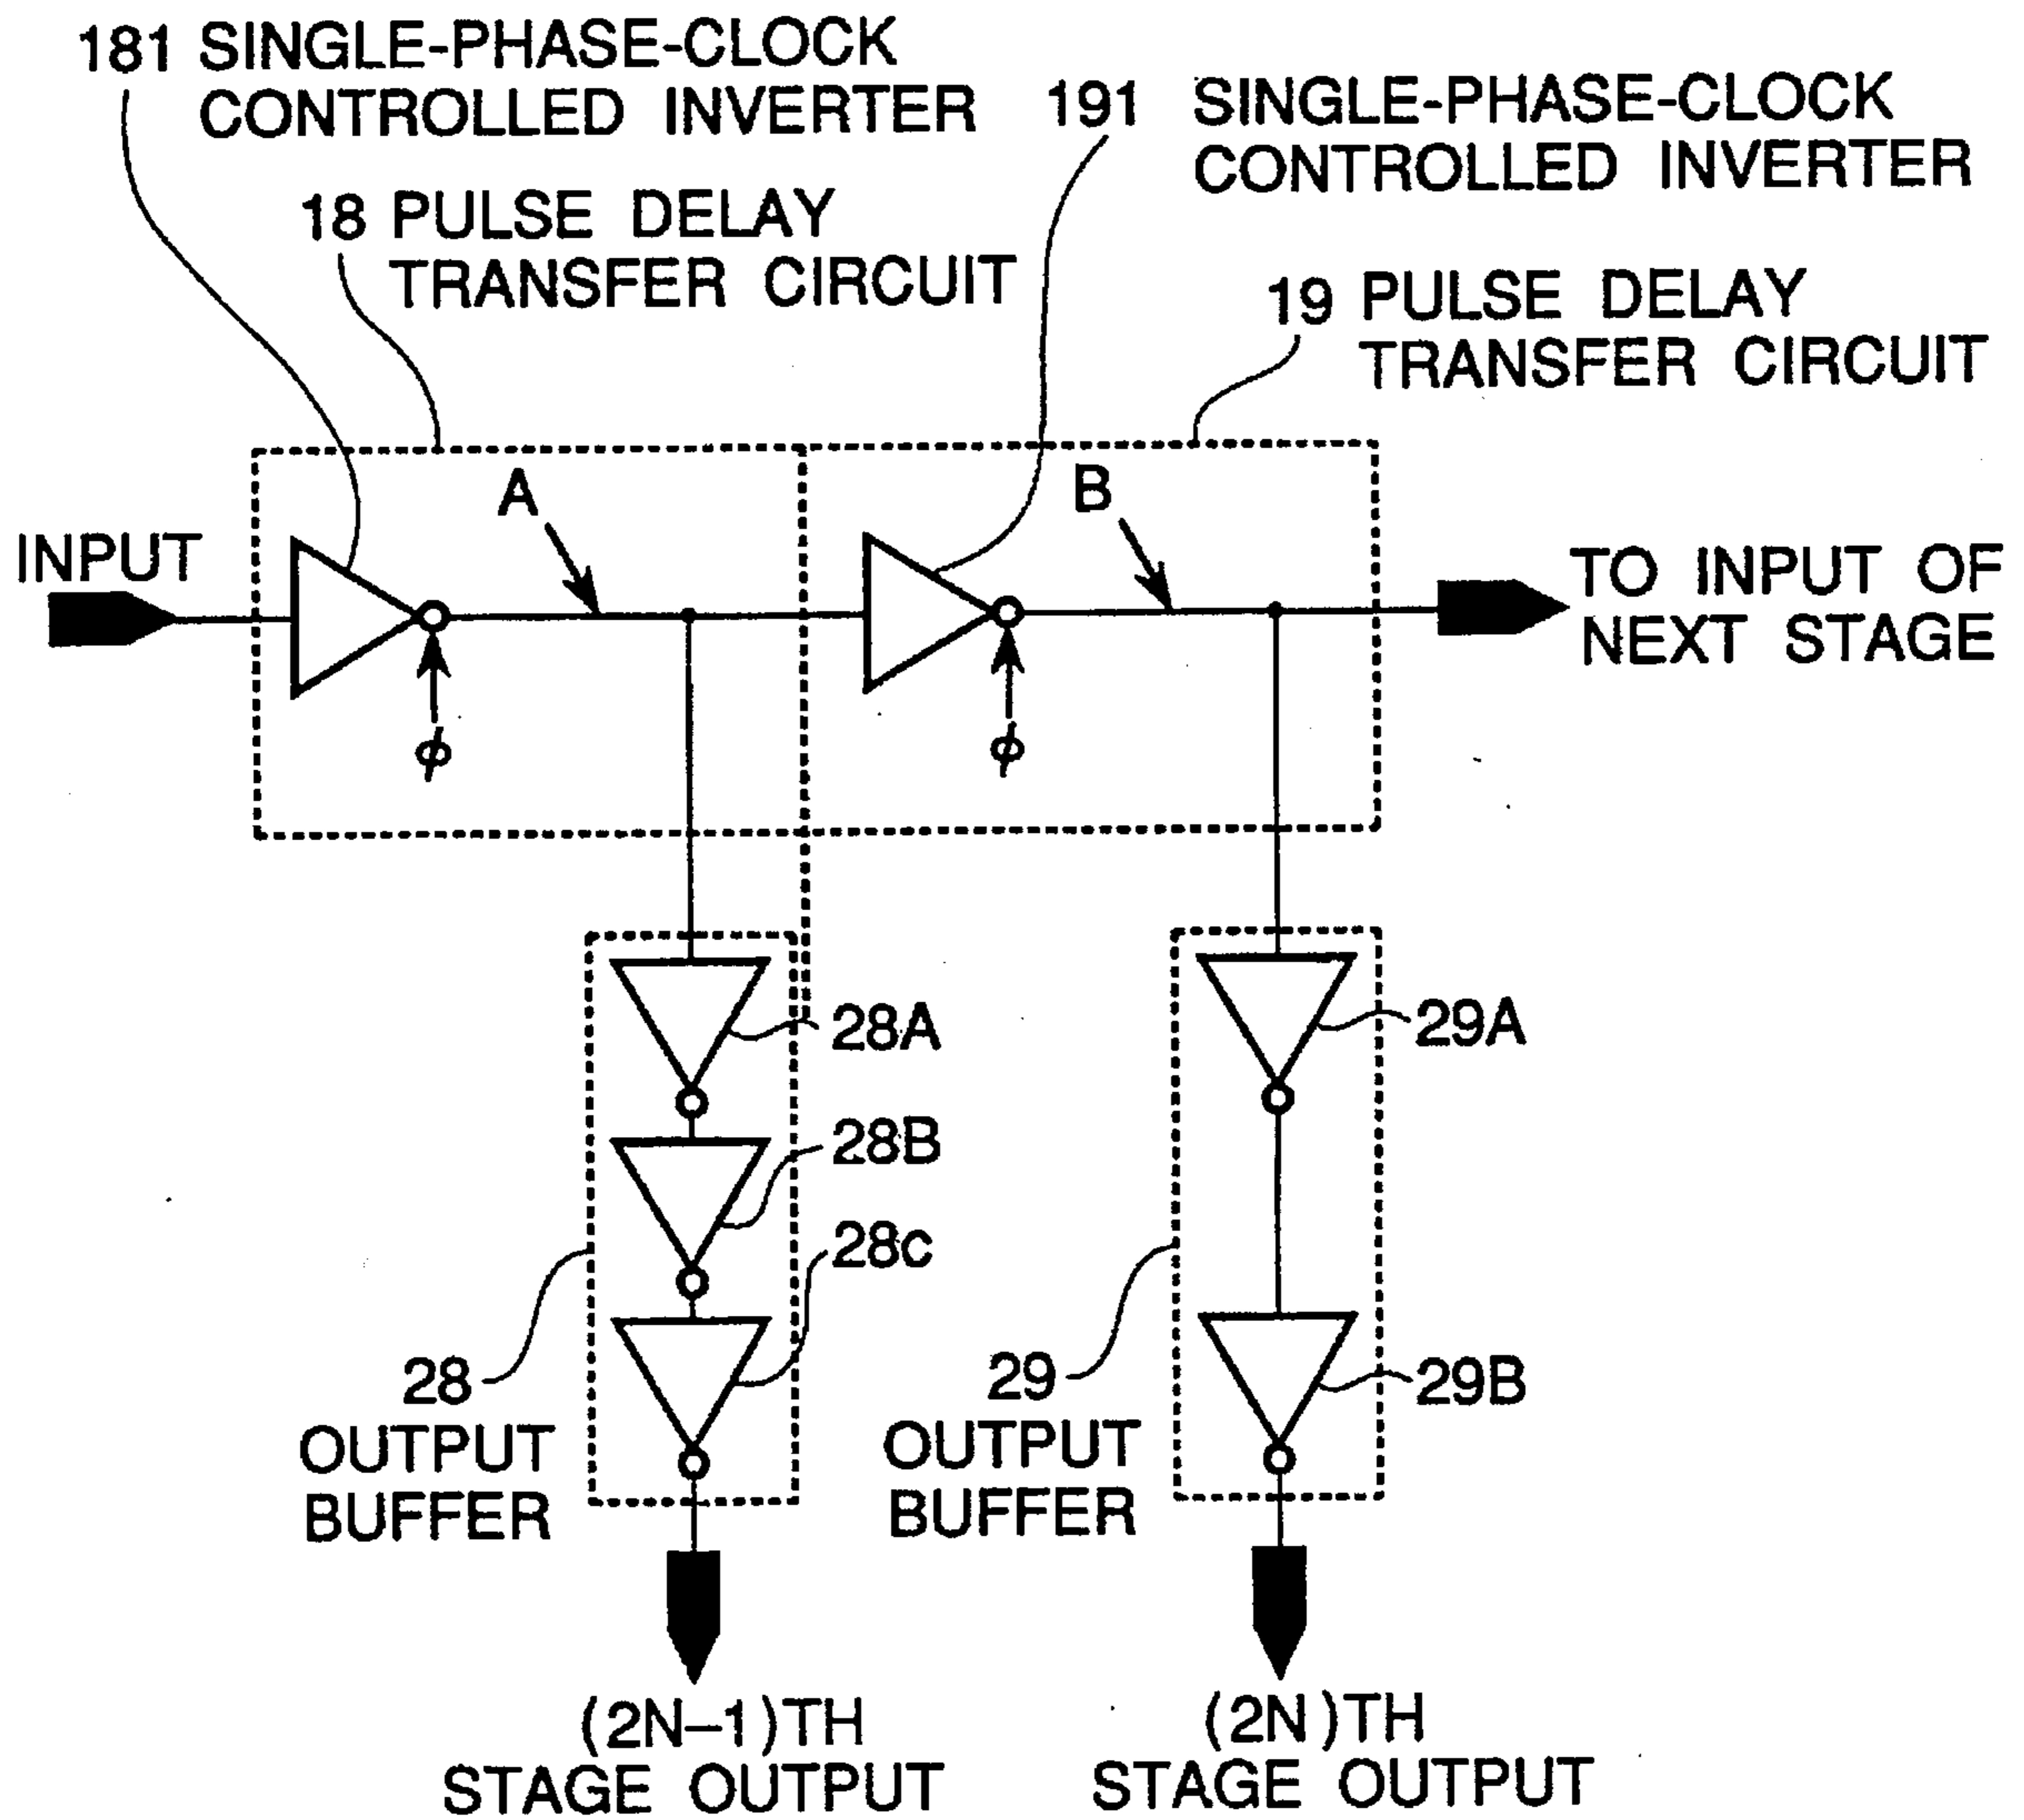 181 SINGLE-PHASE-CLOCK
CONTROLLED INVERTER
191 SINGLE-PHASE-CLOCK
CONTROLLED INVERTER
18 PULSE DELAY
TRANSFER CIRCUIT
19 PULSE DELAY
TRANSFER CIRCUIT
A
B
INPUT
TO INPUT OF
NEXT STAGE
ϕ
ϕ
28A
29A
28B
28c
28
OUTPUT
BUFFER
29
OUTPUT
BUFFER
29B
(2N–1)TH
STAGE OUTPUT
(2N)TH
STAGE OUTPUT